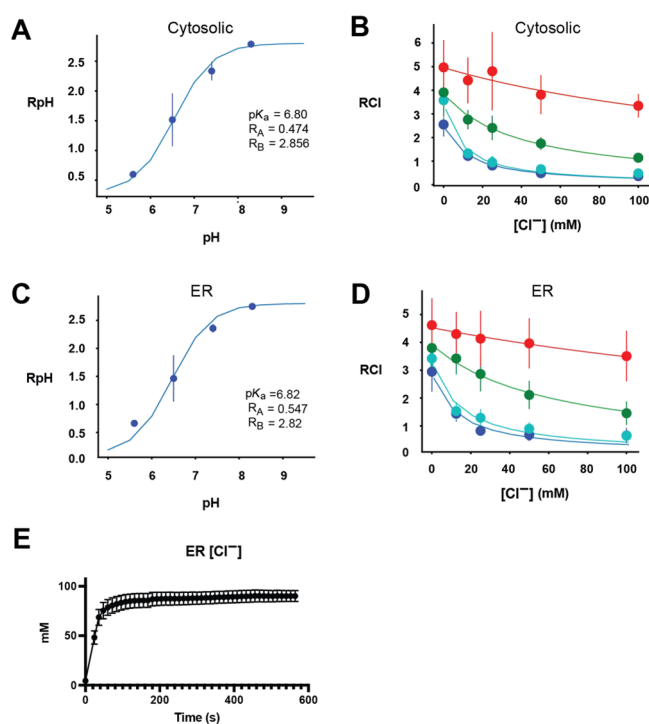 A
Cytosolic
RpH
2.5
2.0
1.5
1.0
0.5
pKa = 6.80
RA = 0.474
RB = 2.856
5 6 7 8 9
pH
B
Cytosolic
RCl
6
5
4
3
2
1
0
0 20 40 60 80 100
[Cl⁻] (mM)
C
ER
RpH
2.5
2.0
1.5
1.0
0.5
0.0
pKa = 6.82
RA = 0.547
RB = 2.82
5 6 7 8 9
pH
D
ER
RCl
5
4
3
2
1
0
0 20 40 60 80 100
[Cl⁻] (mM)
E
ER [Cl⁻]
mM
100
50
0
0 200 400 600
Time (s)